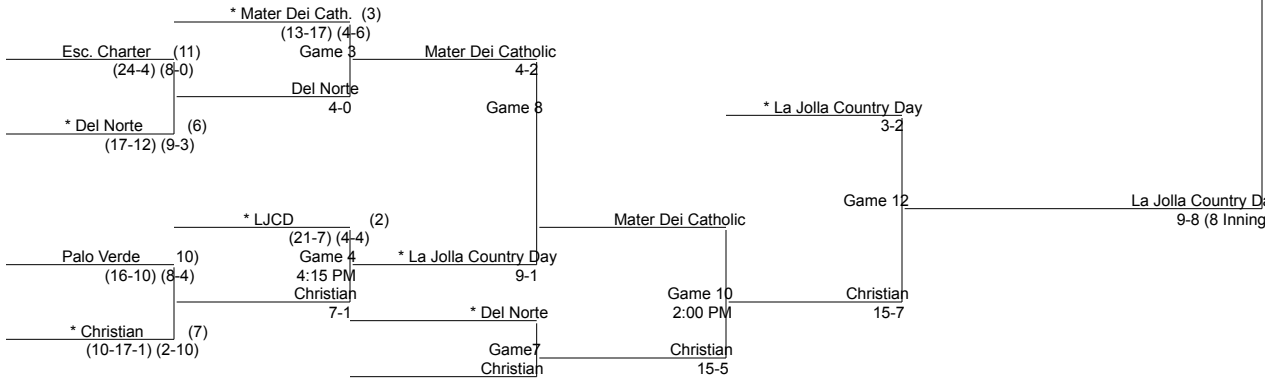 * Mater Dei Cath. (3)
(13-17) (4-6)
Esc. Charter (11)
Game 3
Mater Dei Catholic
(24-4) (8-0)
4-2
Del Norte
4-0
Game 8
* La Jolla Country Day
3-2
* Del Norte (6)
(17-12) (9-3)
Game 12
La Jolla Country Da
9-8 (8 Inning
* LJCD (2)
Mater Dei Catholic
(21-7) (4-4)
Palo Verde 10)
Game 4
* La Jolla Country Day
(16-10) (8-4)
4:15 PM
9-1
Christian
7-1
Game 10
Christian
2:00 PM
15-7
* Del Norte
* Christian (7)
(10-17-1) (2-10)
Game7
Christian
Christian
15-5